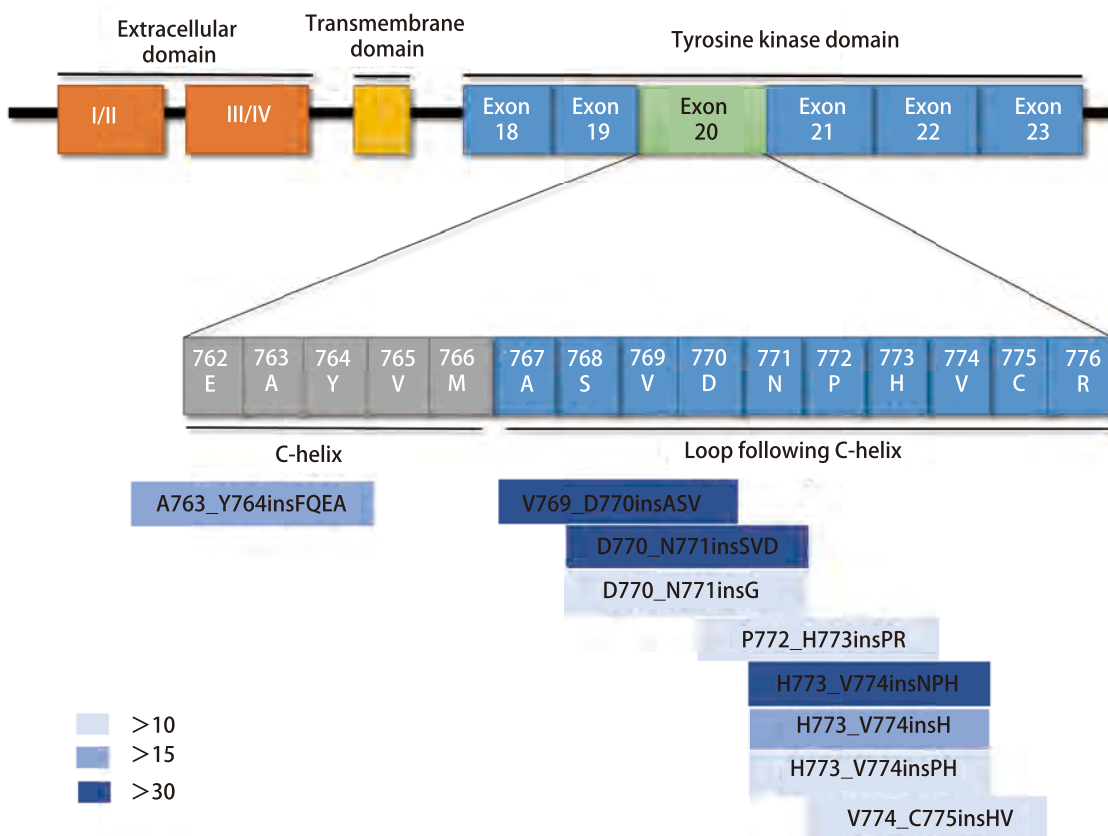 Extracellular
domain
Transmembrane
domain
Tyrosine kinase domain
I/II
III/IV
Exon
18
Exon
19
Exon
20
Exon
21
Exon
22
Exon
23
762
E
763
A
764
Y
765
V
766
M
767
A
768
S
769
V
770
D
771
N
772
P
773
H
774
V
775
C
776
R
C-helix
Loop following C-helix
A763_Y764insFQEA
V769_D770insASV
D770_N771insSVD
D770_N771insG
P772_H773insPR
H773_V774insNPH
H773_V774insH
H773_V774insPH
V774_C775insHV
>10
>15
>30